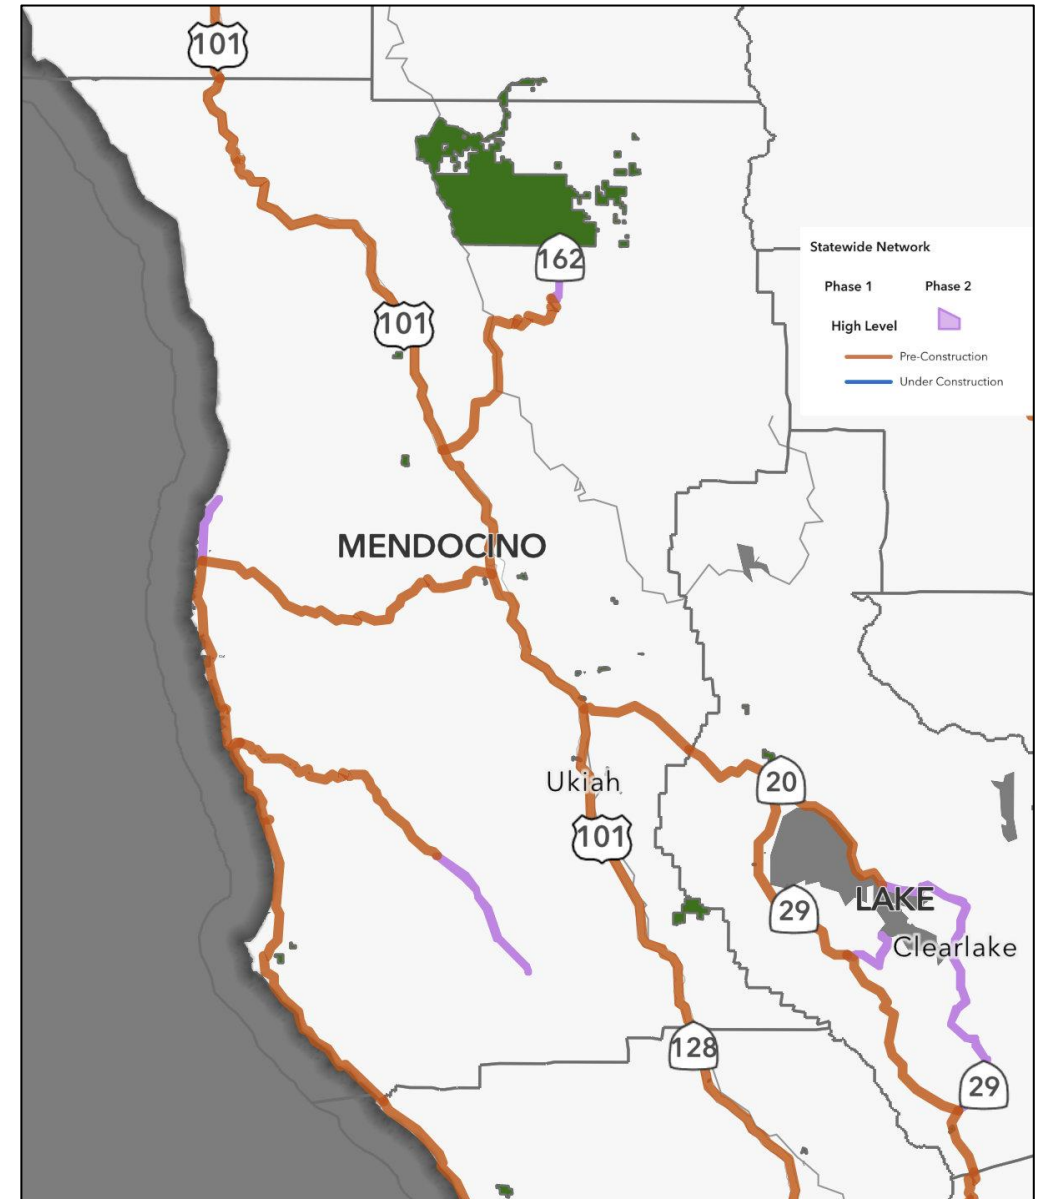 101
162
Statewide Network
Phase 1 Phase 2
High Level
Pre-Construction
Under Construction
101
MENDOCINO
20
Ukiah
101
LAKE
29
Clearlake
128
29